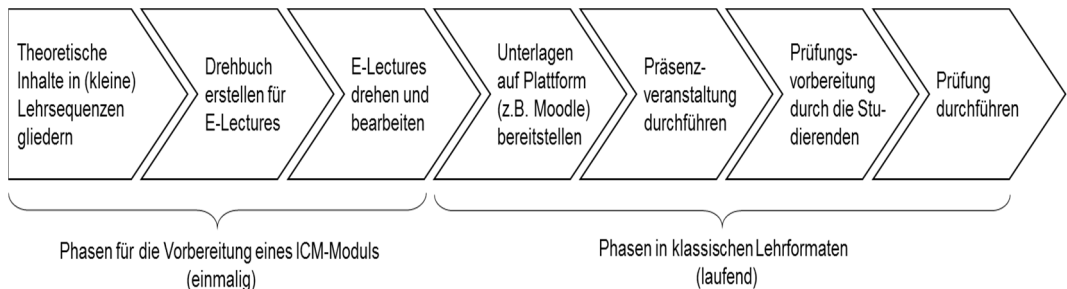 Theoretische
Inhalte in (kleine)
Lehrsequenzen
gliedern
Drehbuch
erstellen für
E-Lectures
E-Lectures
drehen und
bearbeiten
Unterlagen
auf Plattform
(z.B. Moodle)
bereitstellen
Präsenz-
veranstaltung
durchführen
Prüfungs-
vorbereitung
durch die Stu-
dierenden
Prüfung
durchführen
Phasen für die Vorbereitung eines ICM-Moduls
(einmalig)
Phasen in klassischen Lehrformaten
(laufend)